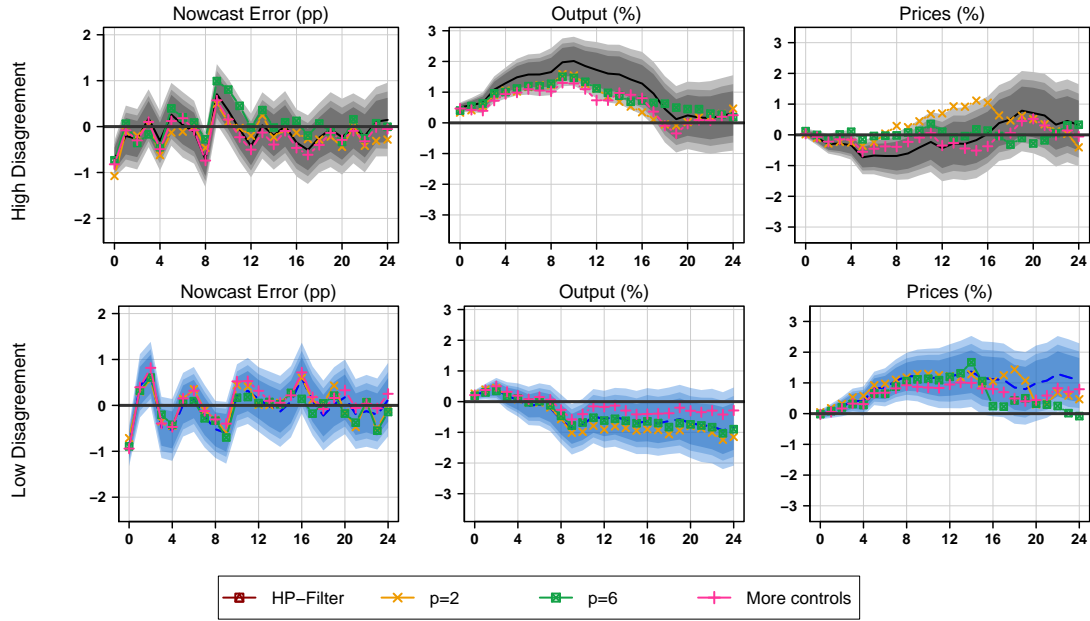 Nowcast Error (pp)
Output (%)
Prices (%)
High Disagreement
2
1
0
−1
−2
0 4 8 12 16 20 24
3
2
1
0
−1
−2
−3
0 4 8 12 16 20 24
3
2
1
0
−1
−2
−3
0 4 8 12 16 20 24
Nowcast Error (pp)
Output (%)
Prices (%)
Low Disagreement
2
1
0
−1
−2
0 4 8 12 16 20 24
3
2
1
0
−1
−2
−3
0 4 8 12 16 20 24
3
2
1
0
−1
−2
−3
0 4 8 12 16 20 24
HP−Filter
p=2
p=6
More controls